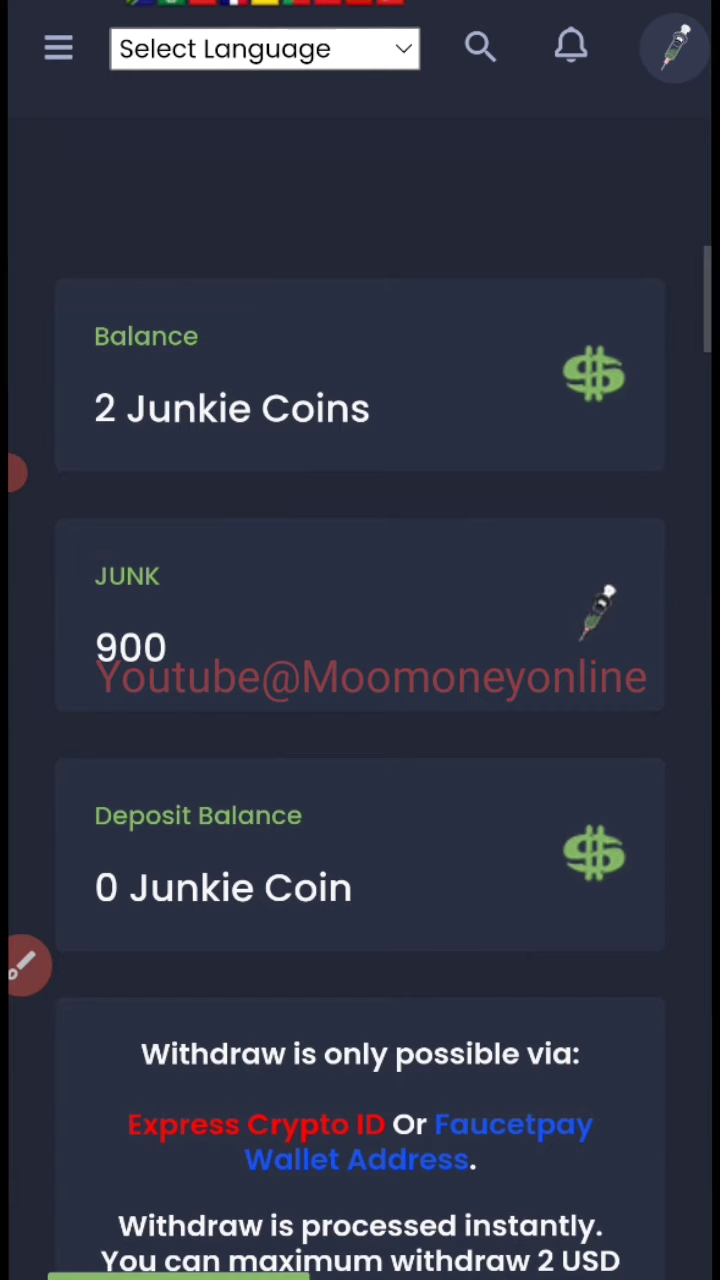 Select Language
Balance
2 Junkie Coins
JUNK
900
Youtube@Moomoneyonline
Deposit Balance
0 Junkie Coin
Withdraw is only possible via:
Express Crypto ID Or Faucetpay
Wallet Address.
Withdraw is processed instantly.
You can maximum withdraw 2 USD